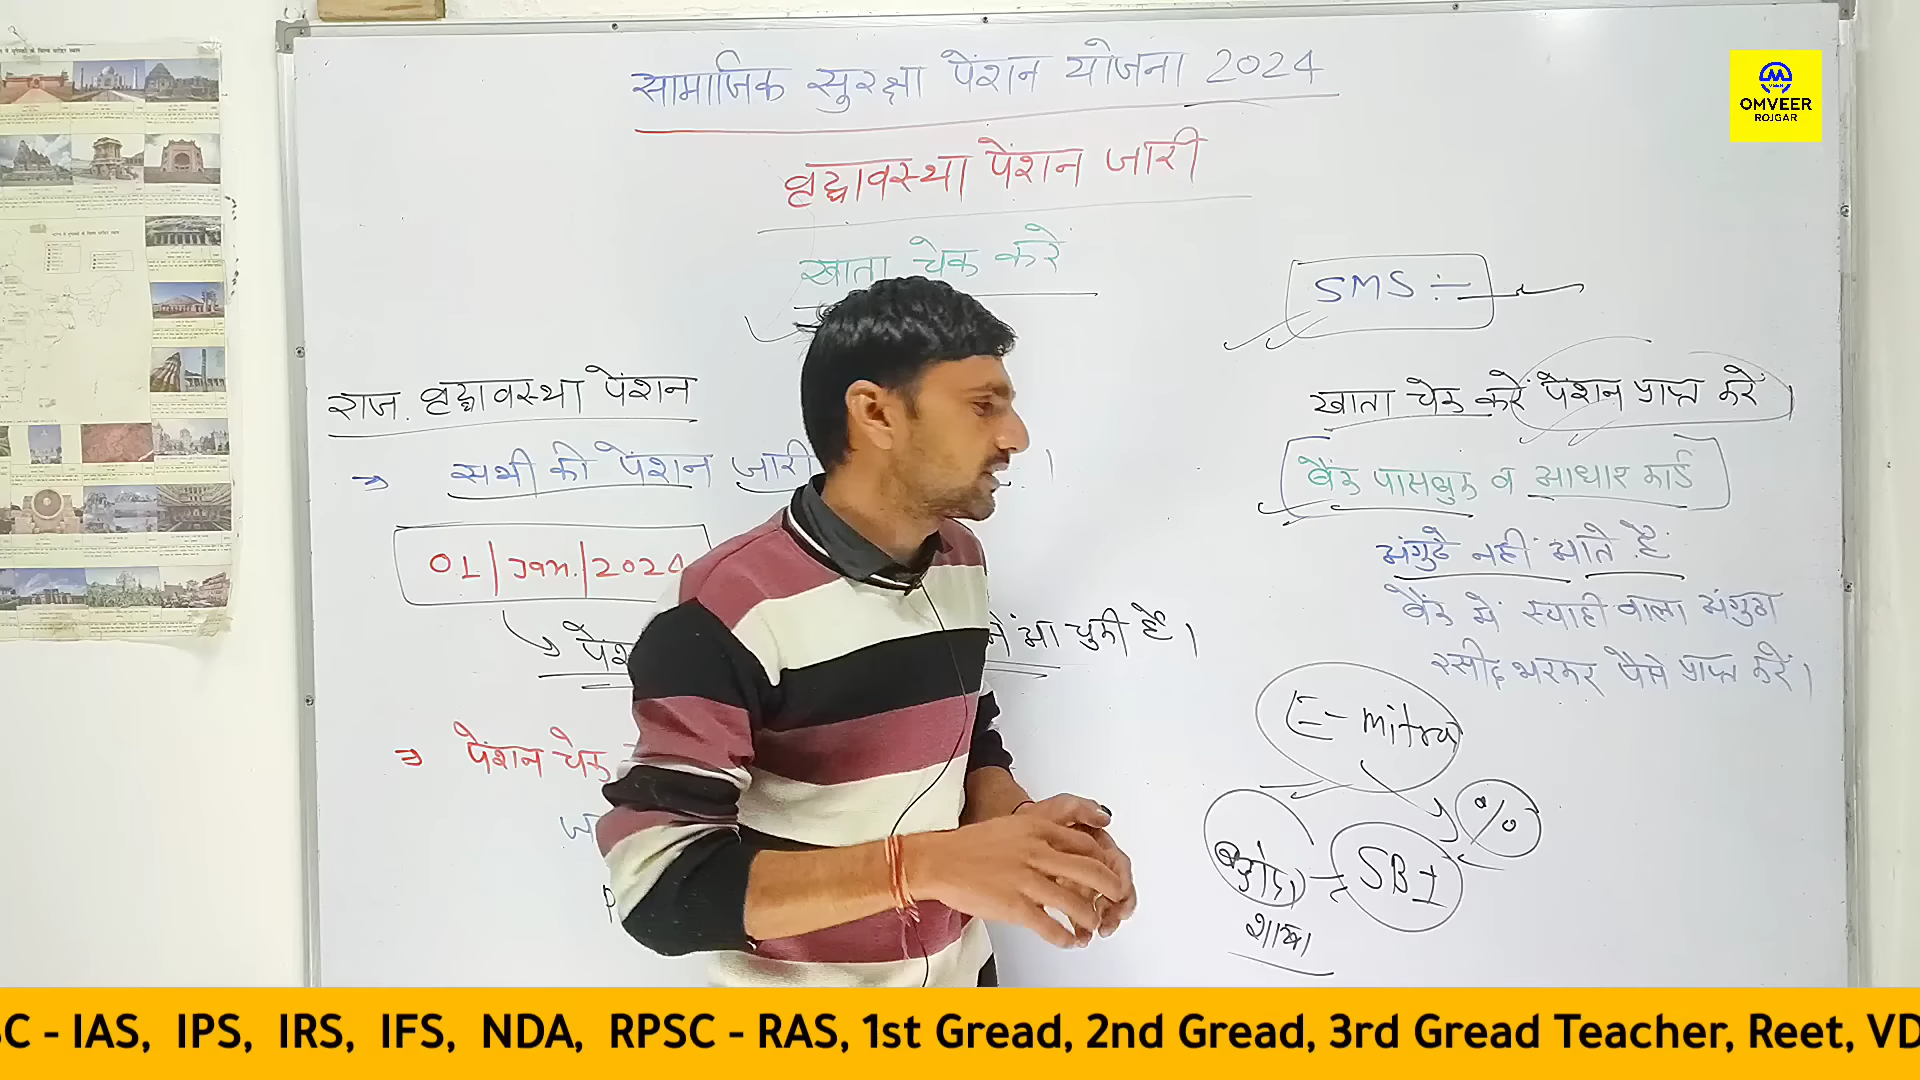 सामाजिक सुरक्षा पेंशन योजना 2024
वृद्धावस्था पेंशन जारी
खाता चेक करें
राज. वृद्धावस्था पेंशन
→ सभी की पेंशन जारी
01/Jan./2024
में आ चुकी है।
→ पेंशन चेक
SMS :-
खाता चेक करें पेंशन प्राप्त करें।
बैंक पासबुक व आधार कार्ड
अंगुठे नहीं आते है
बैंक में स्याही वाला अंगुठा
रसीद भरकर पैसे प्राप्त करें।
E-mitra
%
SBI
शाखा
OMVEER
ROJGAR
SC - IAS, IPS, IRS, IFS, NDA, RPSC - RAS, 1st Gread, 2nd Gread, 3rd Gread Teacher, Reet, VD